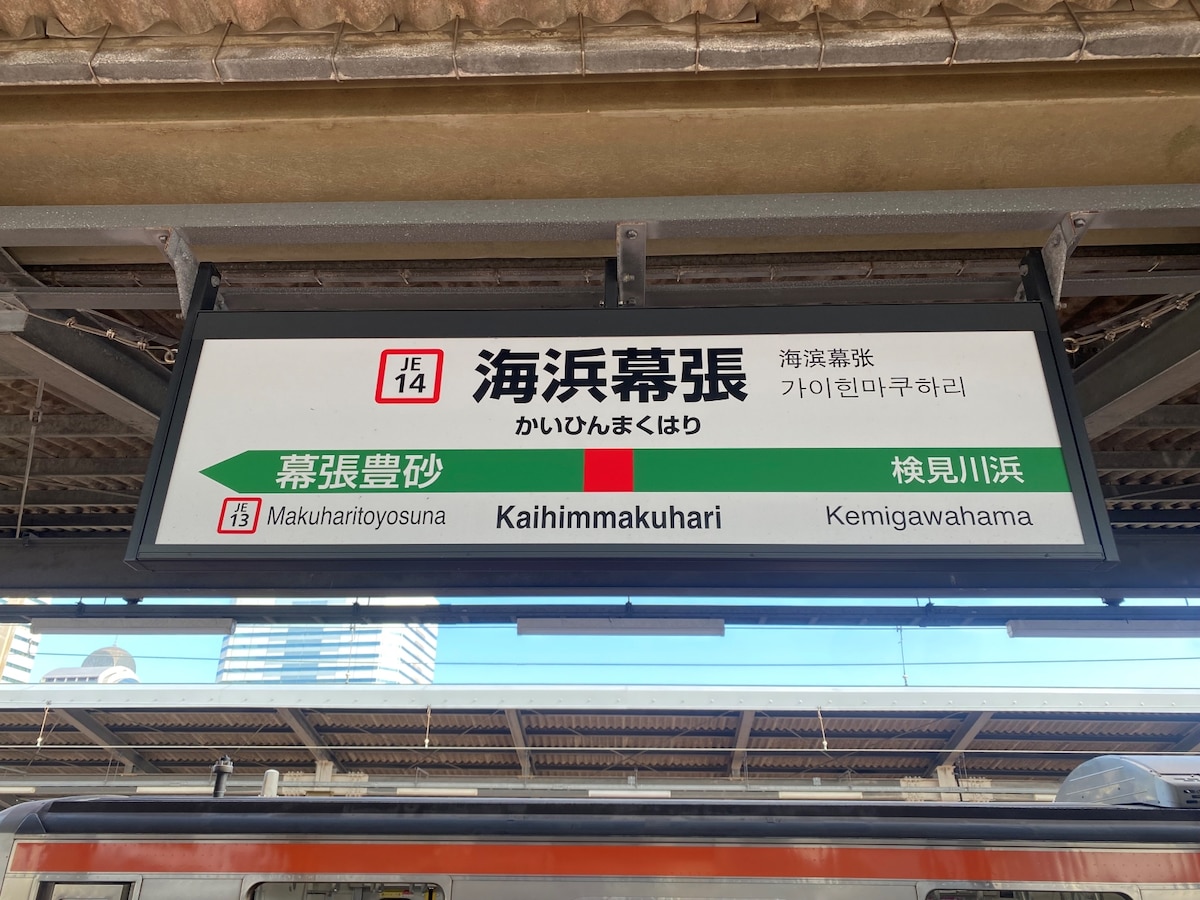 JE
14
海浜幕張
海滨幕张
가이힌마쿠하리
かいひんまくはり
幕張豊砂
検見川浜
JE
13
Makuharitoyosuna
Kaihimmakuhari
Kemigawahama